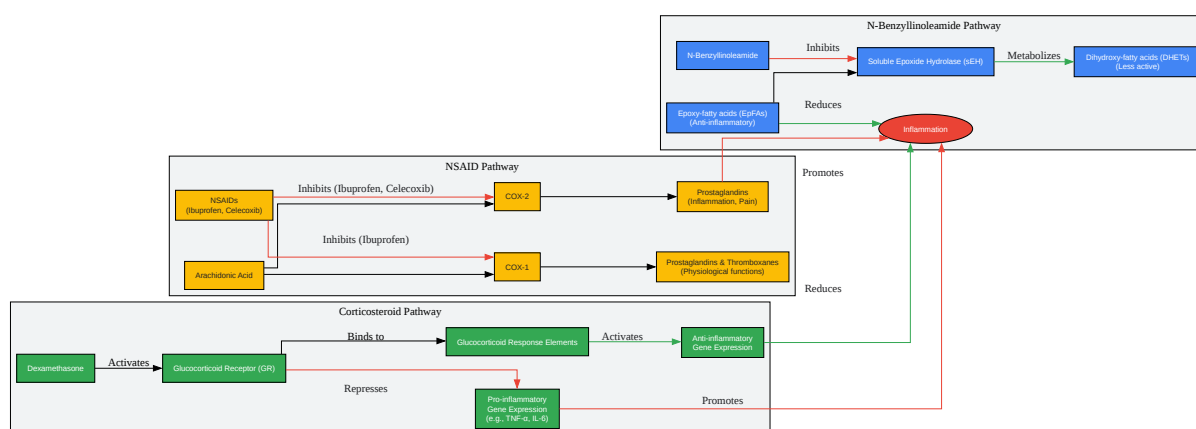 N-Benzyllinoleamide Pathway
N-Benzyllinoleamide
Inhibits
Soluble Epoxide Hydrolase (sEH)
Metabolizes
Dihydroxy-fatty acids (DHETs)
(Less active)
Epoxy-fatty acids (EpFAs)
(Anti-inflammatory)
Reduces
Inflammation
NSAID Pathway
Promotes
NSAIDs
(Ibuprofen, Celecoxib)
Inhibits (Ibuprofen, Celecoxib)
COX-2
Prostaglandins
(Inflammation, Pain)
Inhibits (Ibuprofen)
Arachidonic Acid
COX-1
Prostaglandins & Thromboxanes
(Physiological functions)
Reduces
Corticosteroid Pathway
Dexamethasone
Activates
Glucocorticoid Receptor (GR)
Binds to
Glucocorticoid Response Elements
Activates
Anti-inflammatory
Gene Expression
Represses
Pro-inflammatory
Gene Expression
(e.g., TNF-α, IL-6)
Promotes